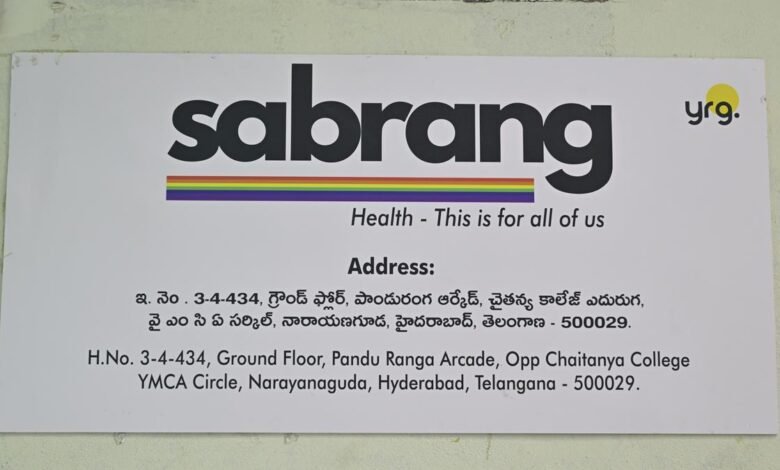 sabrang
yrg.
Health - This is for all of us
Address:
ఇ. నెం . 3-4-434, గ్రౌండ్ ఫ్లోర్, పాండురంగ ఆర్కేడ్, చైతన్య కాలేజ్ ఎదురుగ,
వై ఎం సి ఏ సర్కిల్, నారాయణగూడ, హైదరాబాద్, తెలంగాణ - 500029.
H.No. 3-4-434, Ground Floor, Pandu Ranga Arcade, Opp Chaitanya College
YMCA Circle, Narayanaguda, Hyderabad, Telangana - 500029.